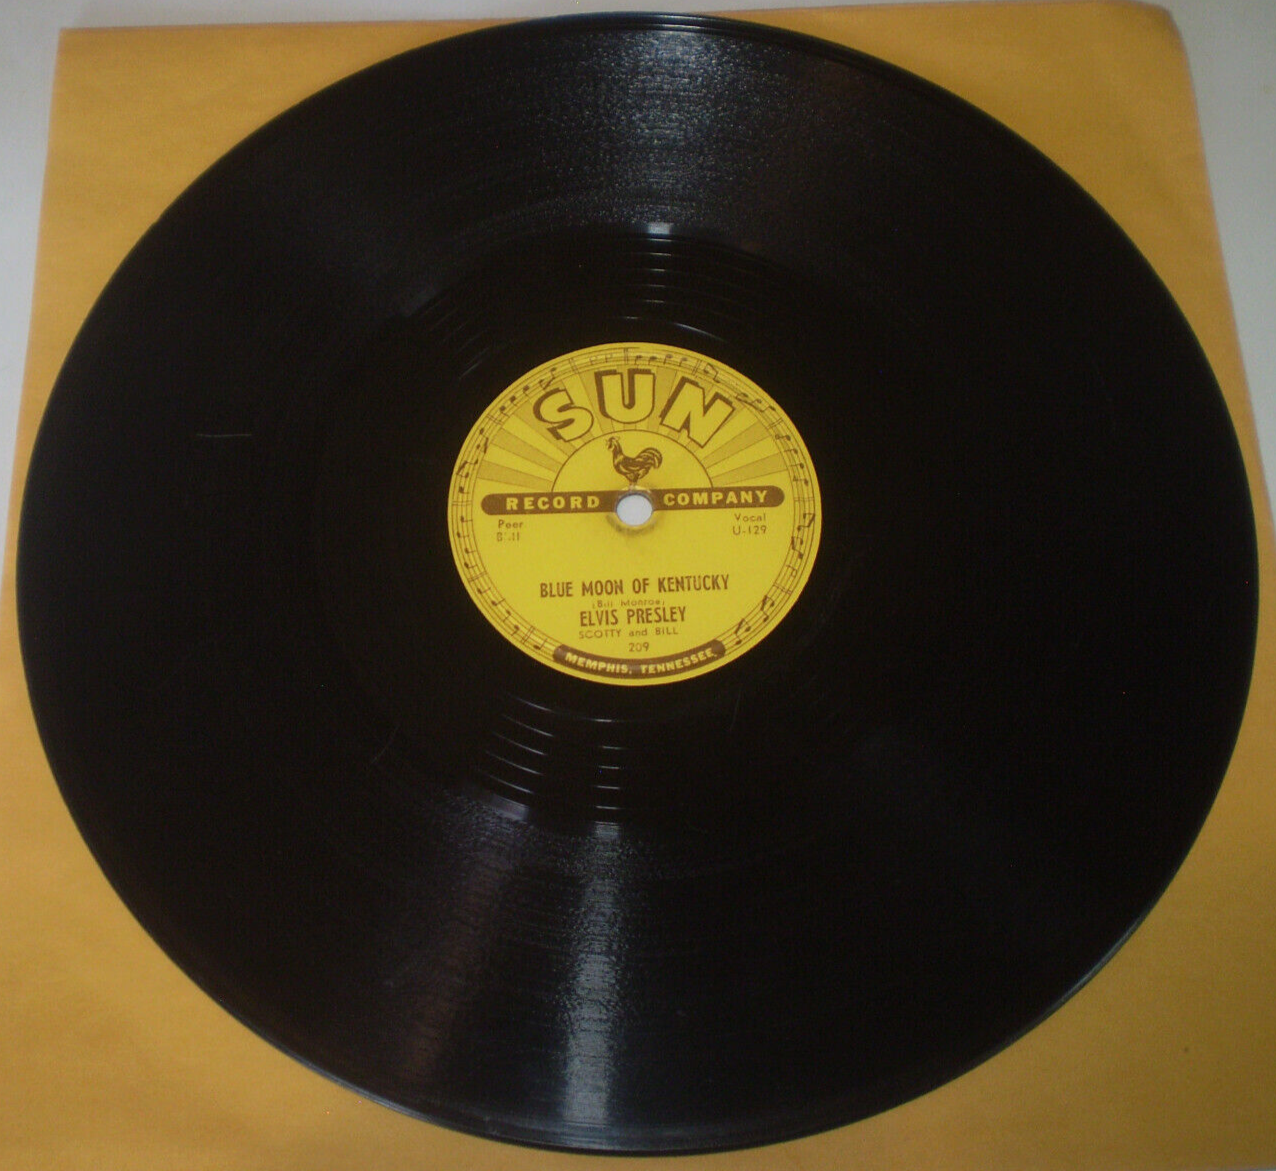 SUN
RECORD COMPANY
Peer Vocal
U-129
BLUE MOON OF KENTUCKY
(Bill Monroe)
ELVIS PRESLEY
SCOTTY and BILL
209
MEMPHIS, TENNESSEE